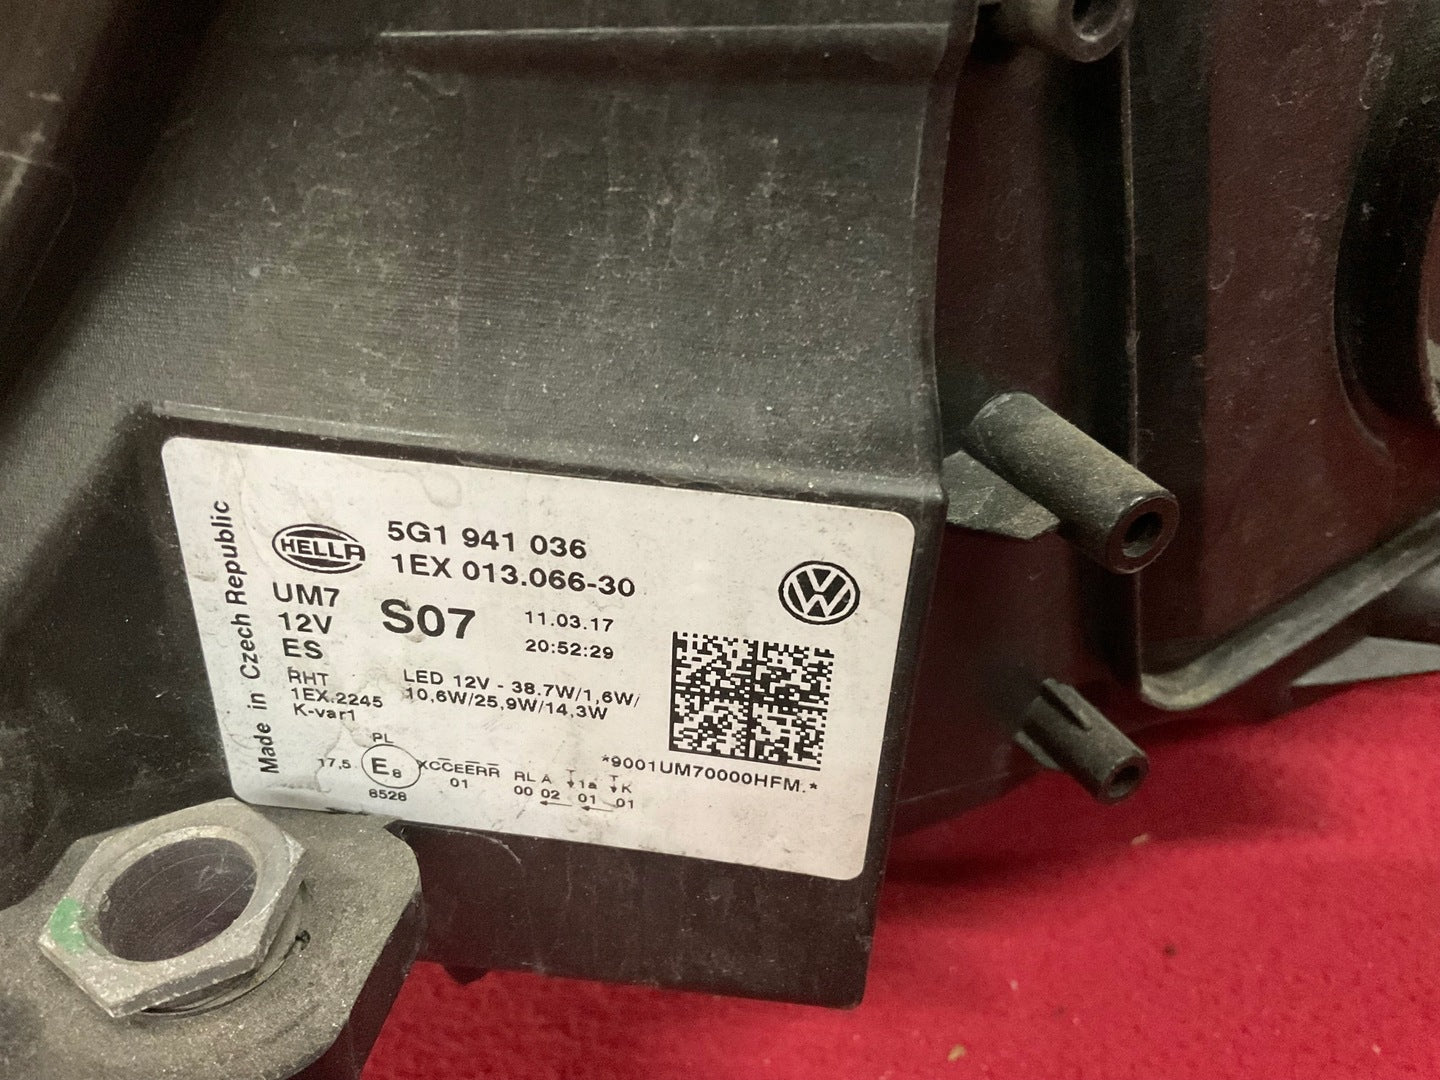 Made in Czech Republic
HELLA
5G1 941 036
1EX 013.066-30
UM7
12V
ES
S07
11.03.17
20:52:29
RHT
1EX.2245
K-var1
LED 12V - 38.7W/1,6W/
10,6W/25,9W/14,3W
PL
17,5
E8
8528
XCCEERR
01
RL A T 1a T K
00 02 01 01
*9001UM70000HFM.*
VW